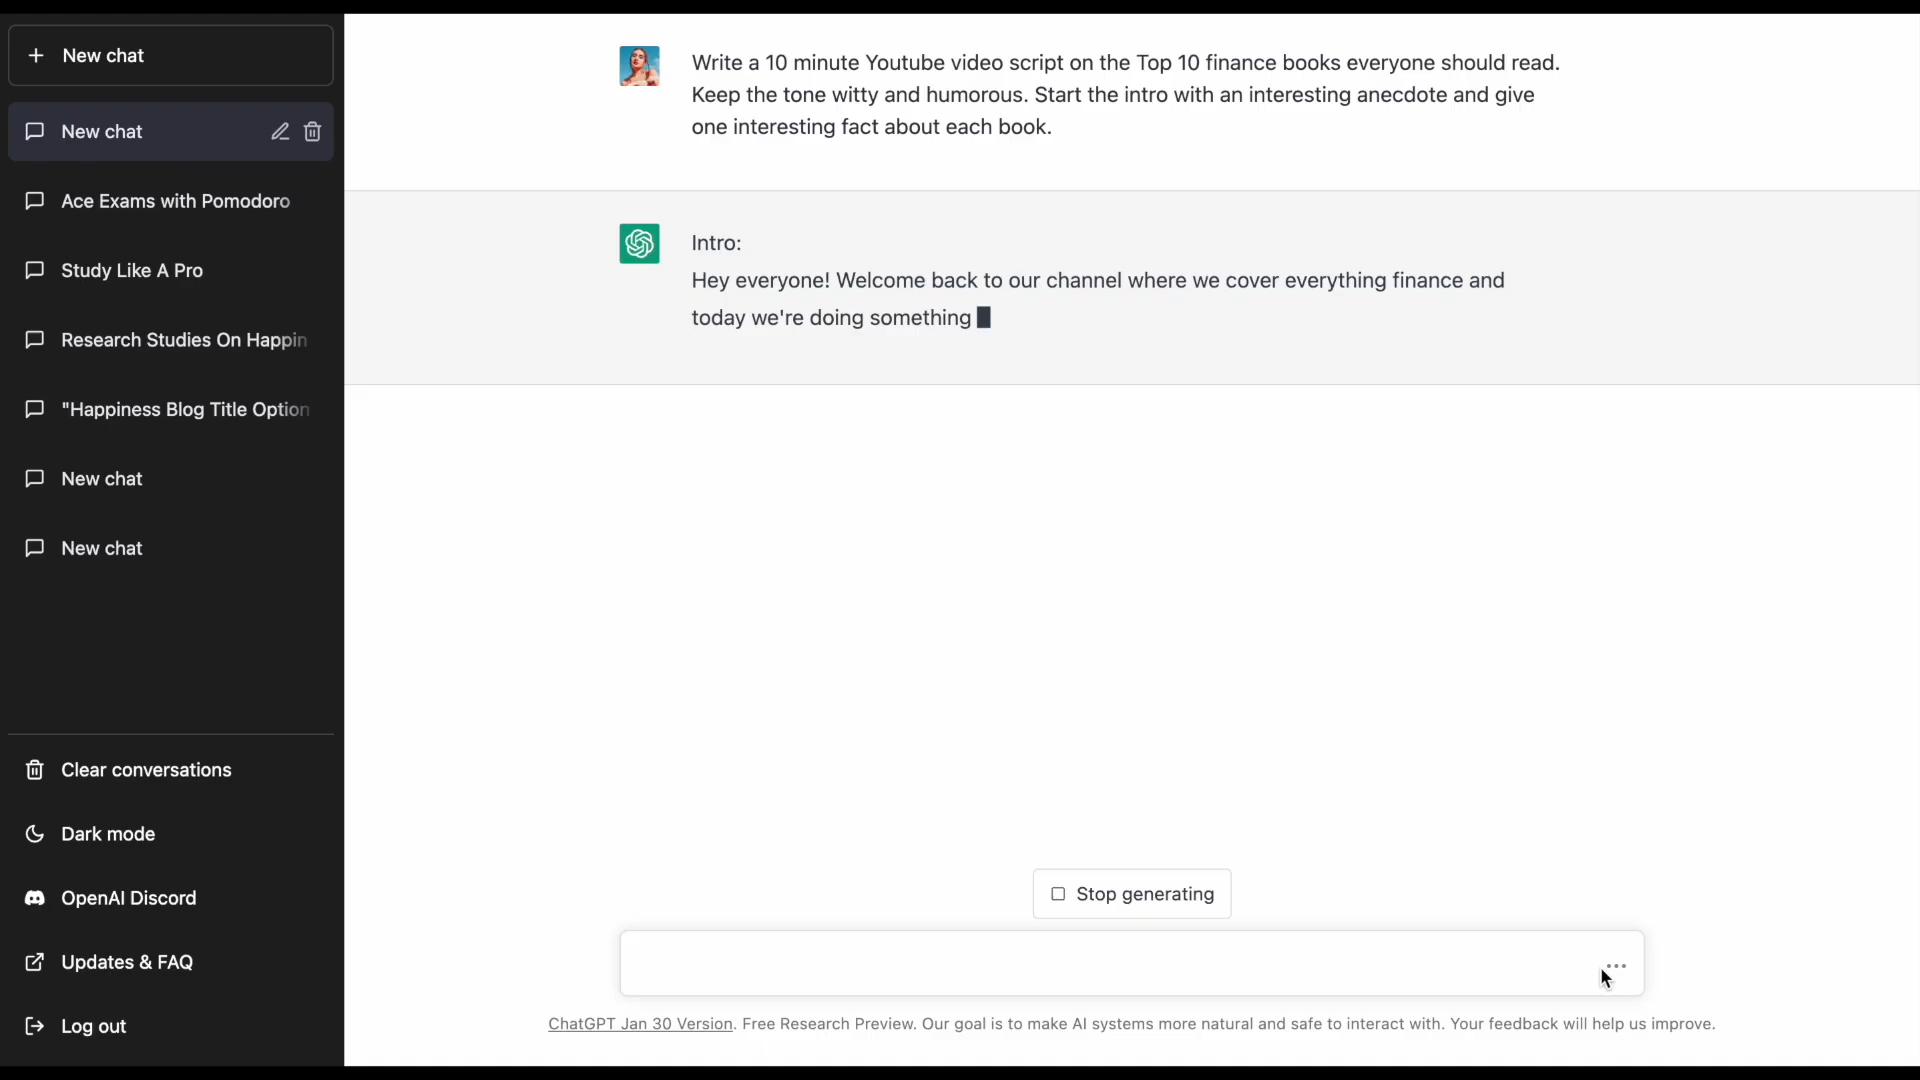 New chat
New chat
Ace Exams with Pomodoro
Study Like A Pro
Research Studies On Happin
"Happiness Blog Title Option
New chat
New chat
Clear conversations
Dark mode
OpenAI Discord
Updates & FAQ
Log out
Write a 10 minute Youtube video script on the Top 10 finance books everyone should read.
Keep the tone witty and humorous. Start the intro with an interesting anecdote and give
one interesting fact about each book.
Intro:
Hey everyone! Welcome back to our channel where we cover everything finance and
today we're doing something
Stop generating
ChatGPT Jan 30 Version. Free Research Preview. Our goal is to make AI systems more natural and safe to interact with. Your feedback will help us improve.